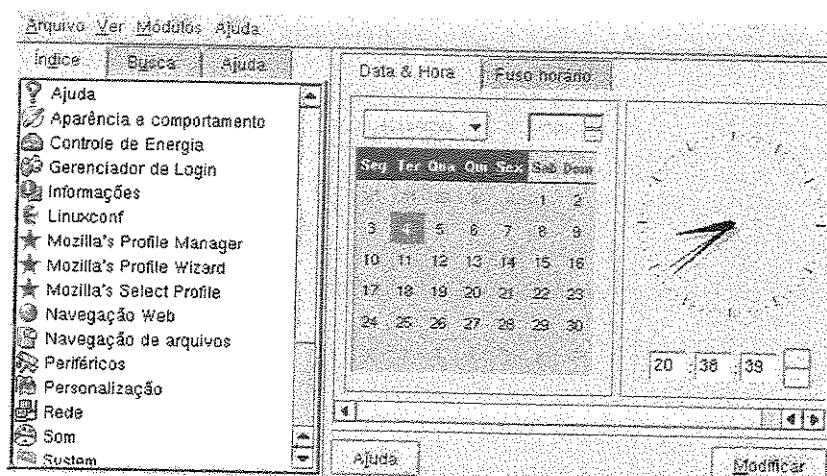 Arquivo Ver Módulos Ajuda
Índice Busca Ajuda
Ajuda
Aparência e comportamento
Controle de Energia
Gerenciador de Login
Informações
Linuxconf
Mozilla's Profile Manager
Mozilla's Profile Wizard
Mozilla's Select Profile
Navegação Web
Navegação de arquivos
Periféricos
Personalização
Rede
Som
System
Data & Hora Fuso horário
Seg Ter Qua Qui Sex Sáb Dom
1 2
3 4 5 6 7 8 9
10 11 12 13 14 15 16
17 18 19 20 21 22 23
24 25 26 27 28 29 30
20 :38 :39
Ajuda Modificar